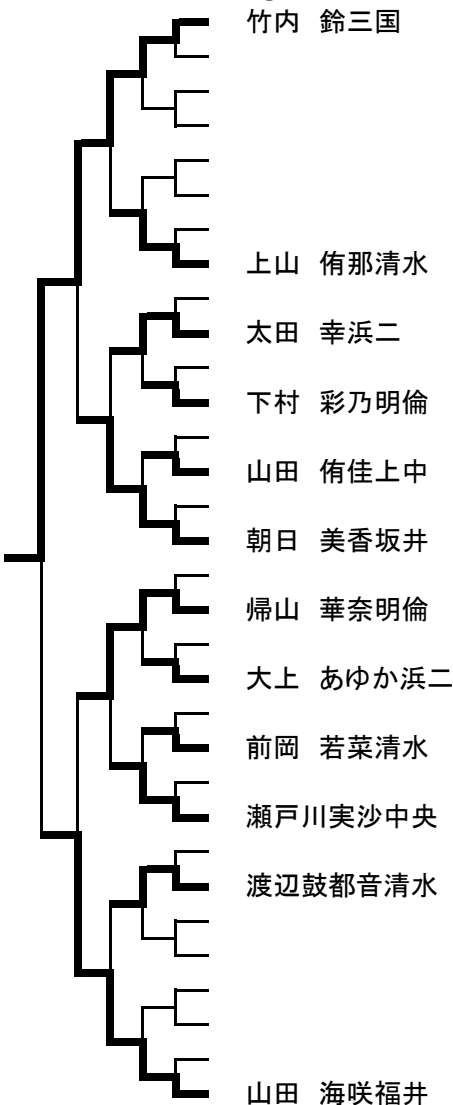 竹内 鈴三国
上山 侑那清水
太田 幸浜二
下村 彩乃明倫
山田 侑佳上中
朝日 美香坂井
帰山 華奈明倫
大上 あゆか浜二
前岡 若菜清水
瀬戸川実沙中央
渡辺鼓都音清水
山田 海咲福井